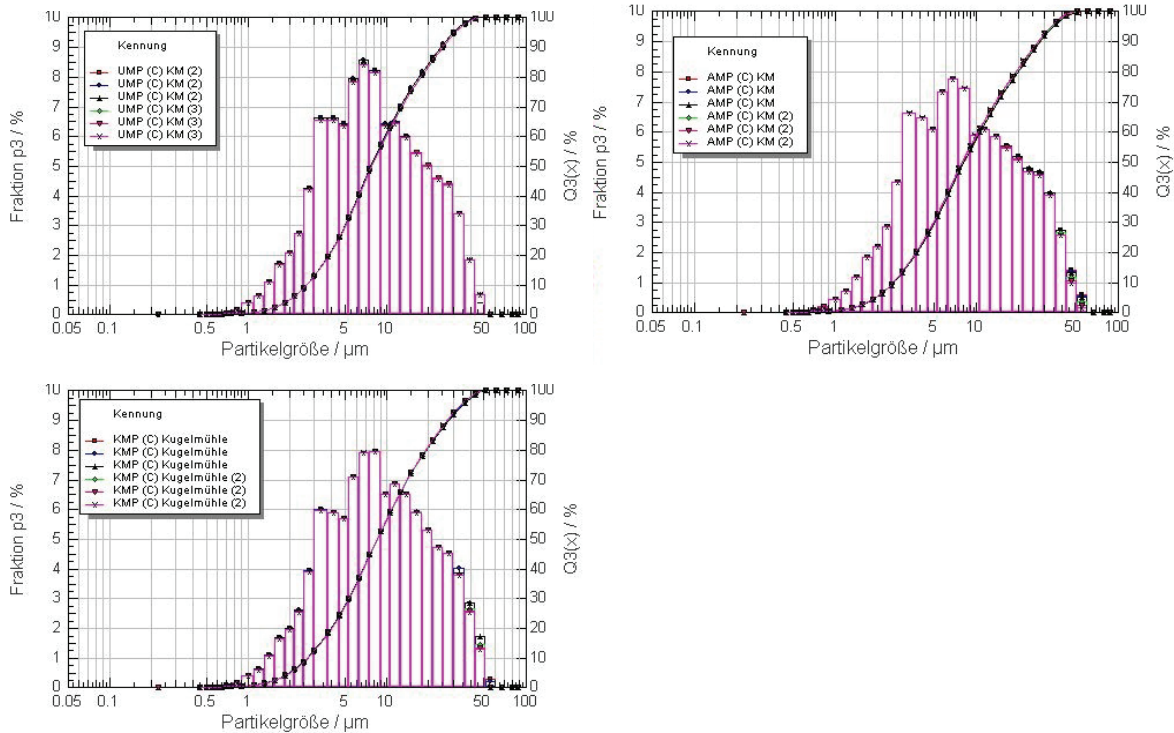 Kennung
UMP (C) KM (2)
UMP (C) KM (2)
UMP (C) KM (2)
UMP (C) KM (3)
UMP (C) KM (3)
UMP (C) KM (3)
Fraktion p3 / %
10
9
8
7
6
5
4
3
2
1
0
100
90
80
70
60
50
40
30
20
10
0
Q3(x) / %
0.05 0.1 0.5 1 5 10 50 100
Partikelgröße / µm
Kennung
AMP (C) KM
AMP (C) KM
AMP (C) KM
AMP (C) KM (2)
AMP (C) KM (2)
AMP (C) KM (2)
Fraktion p3 / %
10
9
8
7
6
5
4
3
2
1
0
100
90
80
70
60
50
40
30
20
10
0
Q3(x) / %
0.05 0.1 0.5 1 5 10 50 100
Partikelgröße / µm
Kennung
KMP (C) Kugelmühle
KMP (C) Kugelmühle
KMP (C) Kugelmühle
KMP (C) Kugelmühle (2)
KMP (C) Kugelmühle (2)
KMP (C) Kugelmühle (2)
Fraktion p3 / %
10
9
8
7
6
5
4
3
2
1
0
100
90
80
70
60
50
40
30
20
10
0
Q3(x) / %
0.05 0.1 0.5 1 5 10 50 100
Partikelgröße / µm